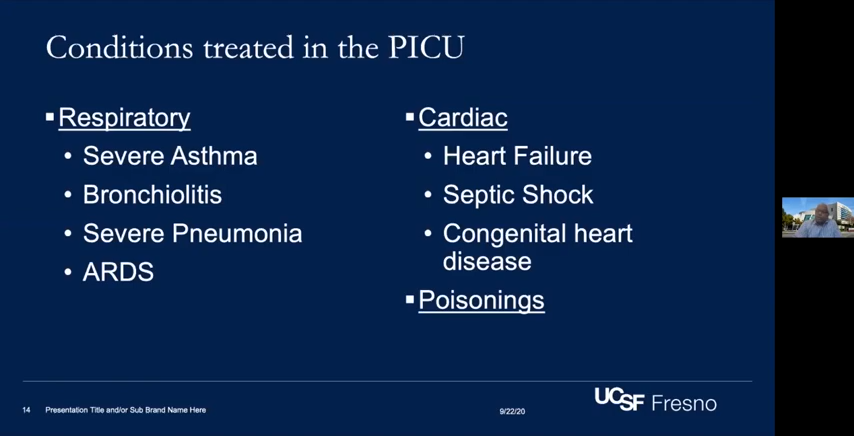 Conditions treated in the PICU
▪ Respiratory
• Severe Asthma
• Bronchiolitis
• Severe Pneumonia
• ARDS
▪ Cardiac
• Heart Failure
• Septic Shock
• Congenital heart
disease
▪ Poisonings
14 Presentation Title and/or Sub Brand Name Here
9/22/20
UCSF Fresno